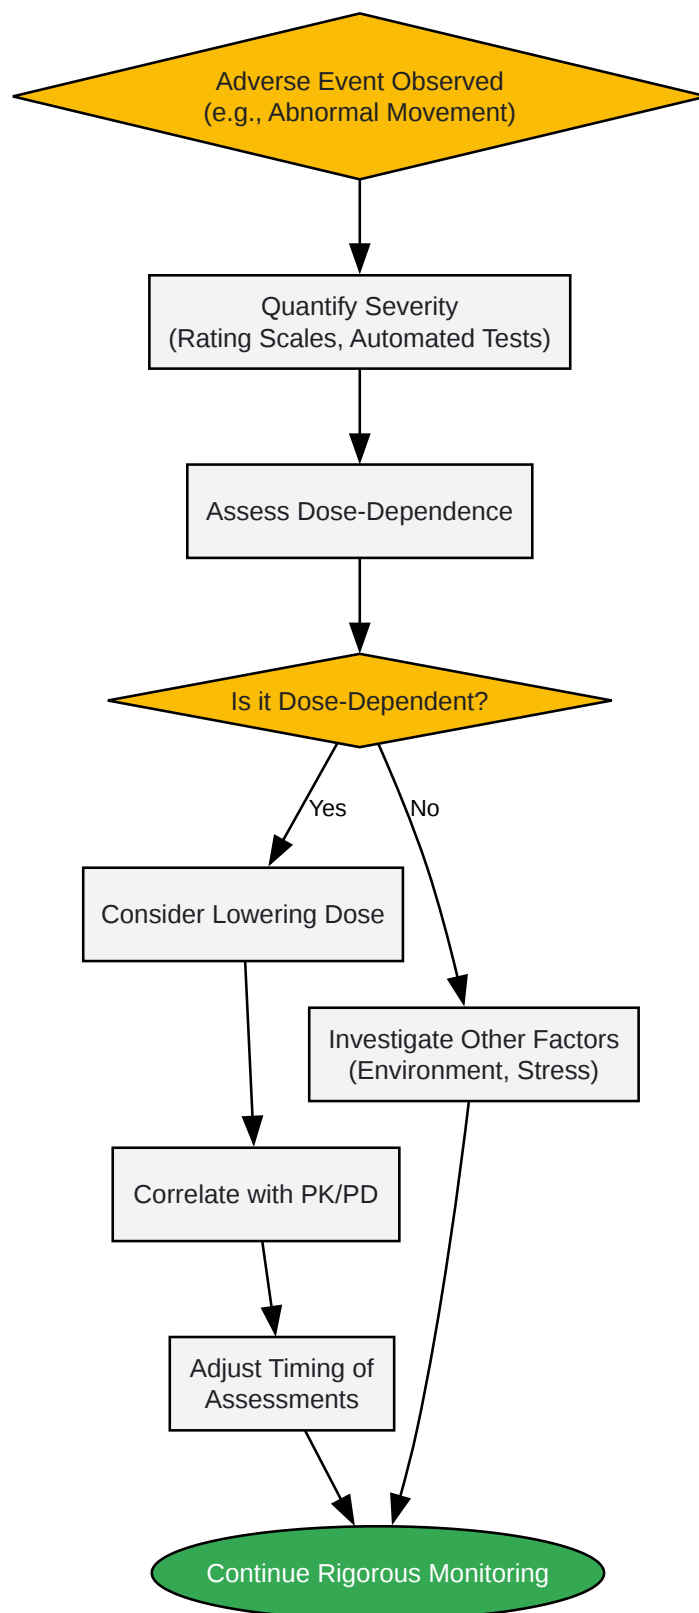 Adverse Event Observed
(e.g., Abnormal Movement)
Quantify Severity
(Rating Scales, Automated Tests)
Assess Dose-Dependence
Is it Dose-Dependent?
Yes
No
Consider Lowering Dose
Investigate Other Factors
(Environment, Stress)
Correlate with PK/PD
Adjust Timing of
Assessments
Continue Rigorous Monitoring